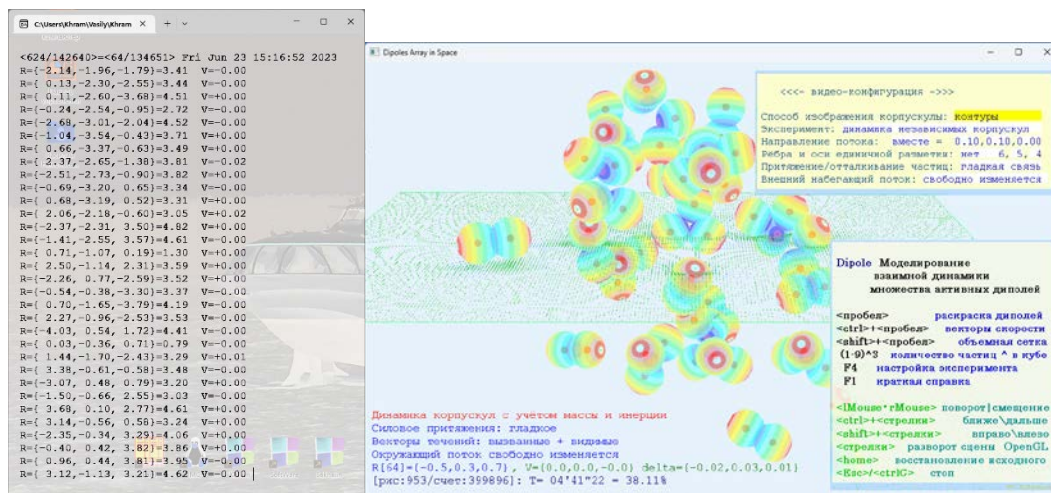 C:\Users\Khram\Vasily\Khram
<624/142640>=<64/134651> Fri Jun 23 15:16:52 2023
R={-2.14,-1.96,-1.79}=3.41 V=-0.00
R={ 0.13,-2.30,-2.55}=3.44 V=-0.00
R={ 0.11,-2.60,-3.68}=4.51 V=+0.00
R={-0.24,-2.54,-0.95}=2.72 V=-0.00
R={-2.68,-3.01,-2.04}=4.52 V=-0.00
R={-1.04,-3.54,-0.43}=3.71 V=+0.00
R={ 0.66,-3.37,-0.63}=3.49 V=+0.00
R={ 2.37,-2.65,-1.38}=3.81 V=-0.02
R={-2.51,-2.73,-0.90}=3.82 V=+0.00
R={-0.69,-3.20, 0.65}=3.34 V=-0.00
R={ 0.68,-3.19, 0.52}=3.31 V=+0.00
R={ 2.06,-2.18,-0.60}=3.05 V=+0.02
R={-2.37,-2.31, 3.50}=4.82 V=+0.00
R={-1.41,-2.55, 3.57}=4.61 V=-0.00
R={ 0.71,-1.07, 0.19}=1.30 V=+0.00
R={ 2.50,-1.14, 2.31}=3.59 V=+0.00
R={-2.26, 0.77,-2.59}=3.52 V=+0.00
R={-0.54,-0.38,-3.30}=3.37 V=-0.00
R={ 0.70,-1.65,-3.79}=4.19 V=-0.00
R={ 2.27,-0.96,-2.53}=3.53 V=-0.00
R={-4.03, 0.54, 1.72}=4.41 V=-0.00
R={ 0.03,-0.36, 0.71}=0.79 V=-0.00
R={ 1.44,-1.70,-2.43}=3.29 V=+0.01
R={ 3.38,-0.61,-0.58}=3.48 V=-0.00
R={-3.07, 0.48, 0.79}=3.20 V=+0.00
R={-1.50,-0.66, 2.55}=3.03 V=-0.00
R={ 3.68, 0.10, 2.77}=4.61 V=+0.00
R={ 3.14,-0.56, 0.58}=3.24 V=+0.00
R={-2.35,-0.34, 3.29}=4.06 V=+0.00
R={-0.40, 0.42, 3.82}=3.86 V=+0.00
R={ 0.96, 0.44, 3.81}=3.95 V=-0.00
R={ 3.12,-1.13, 3.21}=4.62 V=-0.00
Dipoles Array in Space
<<<- видео-конфигурация ->>>
Способ изображения корпускулы: контуры
Эксперимент: динамика независимых корпускул
Направление потока: вместе = 0.10,0.10,0.00
Рёбра и оси единичной разметки: нет 6, 5, 4
Притяжение/отталкивание частиц: гладкая связь
Внешний набегающий поток: свободно изменяется
Dipole Моделирование
взаимной динамики
множества активных диполей
<пробел> раскраска диполей
<ctrl>+<пробел> векторы скорости
<shift>+<пробел> объемная сетка
(1-9)^3 количество частиц ^ в кубе
F4 настройка эксперимента
F1 краткая справка
<lMouse•rMouse> поворот|смещение
<ctrl>+<стрелки> ближе\дальше
<shift>+<стрелки> вправо\влево
<стрелки> разворот сцены OpenGL
<home> восстановление исходного
<Esc>/<ctrlC> стоп
Динамика корпускул с учётом массы и инерции
Силовое притяжения: гладкое
Векторы течений: вызванные + видимые
Окружающий поток свободно изменяется
R[64]={-0.5,0.3,0.7}, V={0.0,0.0,-0.0} delta={-0.02,0.03,0.01}
[рис:953/счет:399896]: T= 04'41"22 = 38.11%